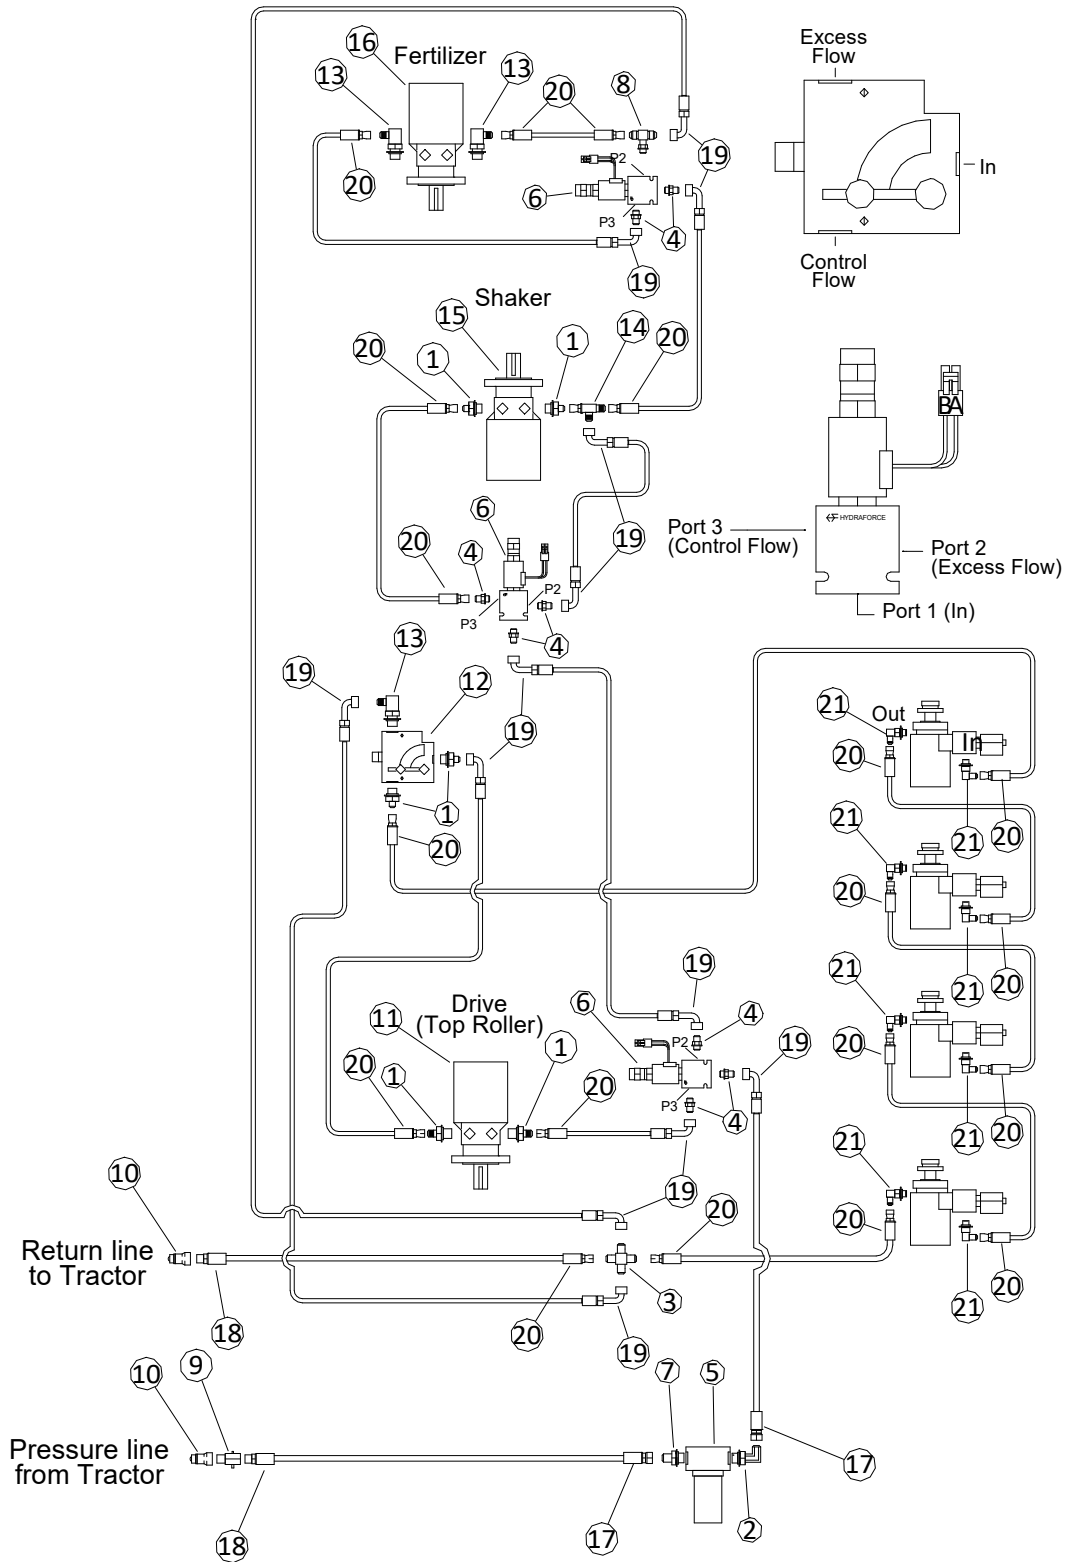 16
Fertilizer
13
13
20
8
Excess
Flow
20
P2
19
In
6
P3
4
19
Control
Flow
Shaker
15
20
1
1
14
20
BA
HYDRAFORCE
Port 3
(Control Flow)
Port 2
(Excess Flow)
Port 1 (In)
6
20
4
19
P2
P3
4
13
19
12
19
21
Out
In
20
1
20
21
20
21
20
21
20
19
21
20
Drive
(Top Roller)
11
6
4
P2
19
20
1
1
20
P3
4
21
20
21
10
19
20
20
Return line
to Tractor
3
21
20
18
20
19
10
9
7
5
Pressure line
from Tractor
17
18
17
2